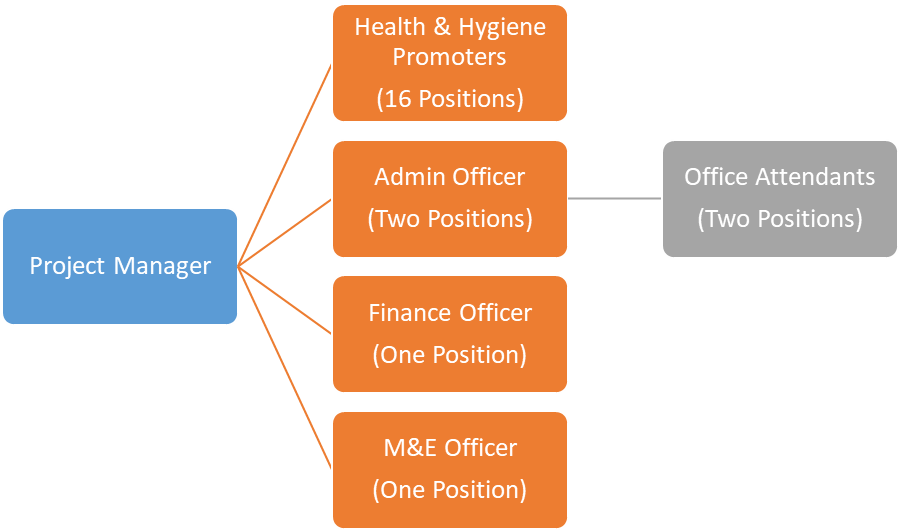 Health & Hygiene
Promoters
(16 Positions)
Admin Officer
(Two Positions)
Office Attendants
(Two Positions)
Project Manager
Finance Officer
(One Position)
M&E Officer
(One Position)